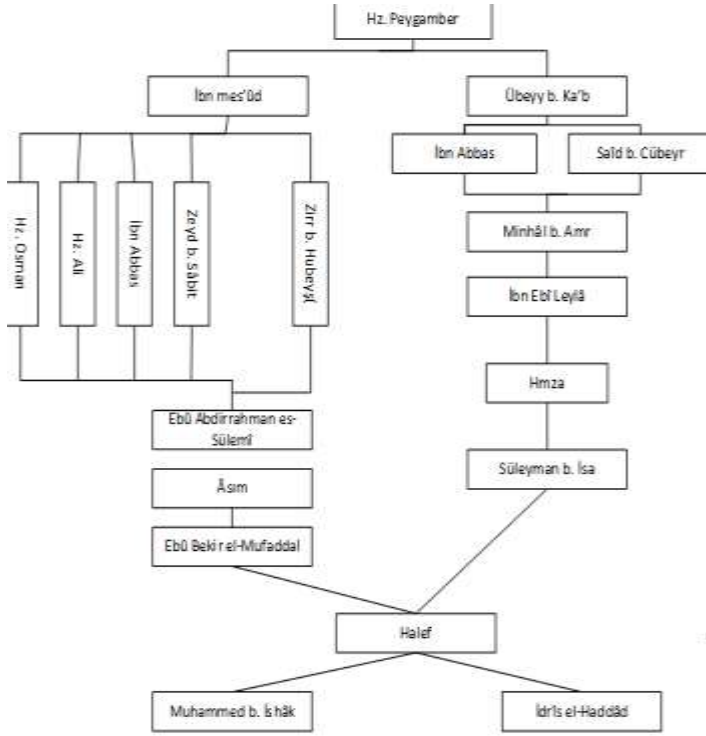 Hz. Peygamber
İbn mes'ûd
Übeyy b. Ka'b
İbn Abbas
Saîd b. Cübeyr
Hz. Osman
Hz. Ali
İbn Abbas
Zeyd b. Sâbit
Zirr b. Hubeyşî
Minhâl b. Amr
İbn Ebî Leylâ
Hmza
Ebû Abdirrahman es-
Sülemî
Süleyman b. İsa
Âsım
Ebû Bekir el-Mufaddal
Halef
Muhammed b. İshâk
İdrîs el-Haddâd